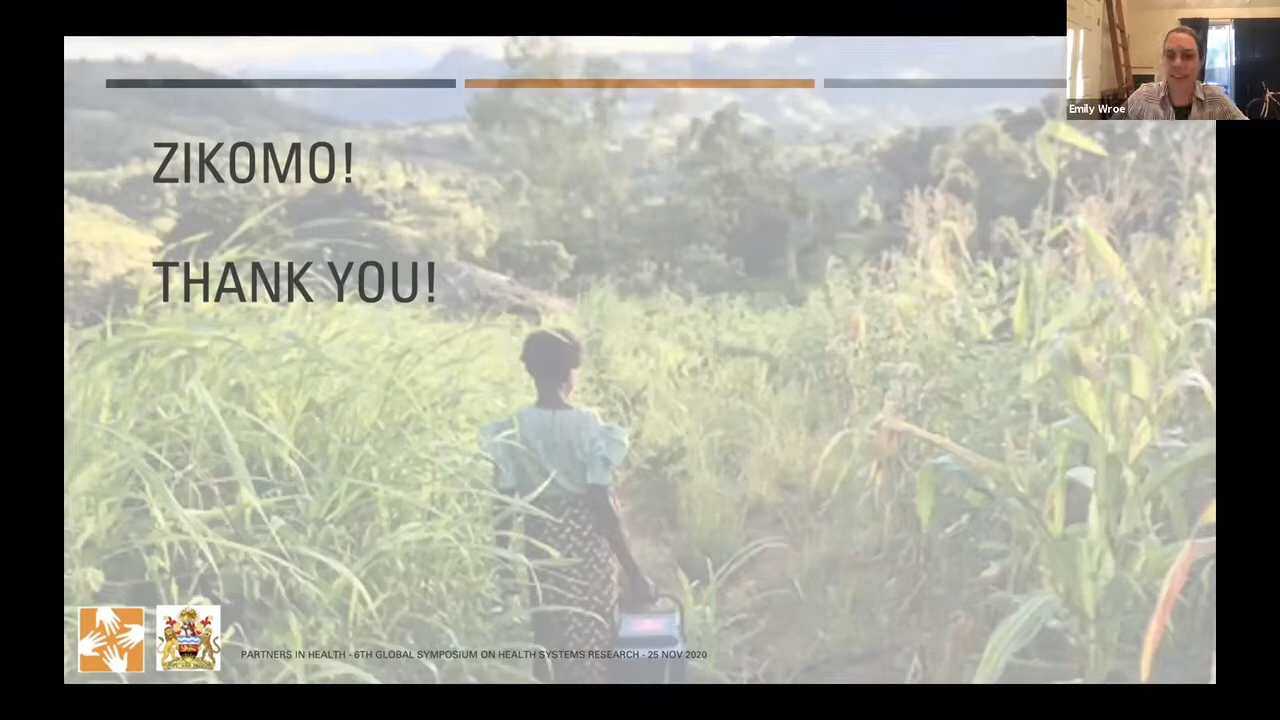 Emily Wroe
ZIKOMO!
THANK YOU!
PARTNERS IN HEALTH - 6TH GLOBAL SYMPOSIUM ON HEALTH SYSTEMS RESEARCH - 25 NOV 2020